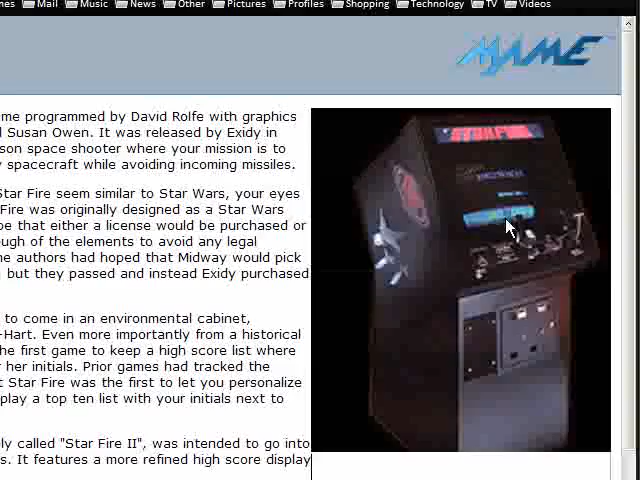 Mail Music News Other Pictures Profiles Shopping Technology TV Videos
MAME
me programmed by David Rolfe with graphics
Susan Owen. It was released by Exidy in
son space shooter where your mission is to
spacecraft while avoiding incoming missiles.
Star Fire seem similar to Star Wars, your eyes
Fire was originally designed as a Star Wars
be that either a license would be purchased or
ough of the elements to avoid any legal
he authors had hoped that Midway would pick
but they passed and instead Exidy purchased
to come in an environmental cabinet,
-Hart. Even more importantly from a historical
he first game to keep a high score list where
her initials. Prior games had tracked the
t Star Fire was the first to let you personalize
play a top ten list with your initials next to
ly called "Star Fire II", was intended to go into
s. It features a more refined high score display
STAR FIRE